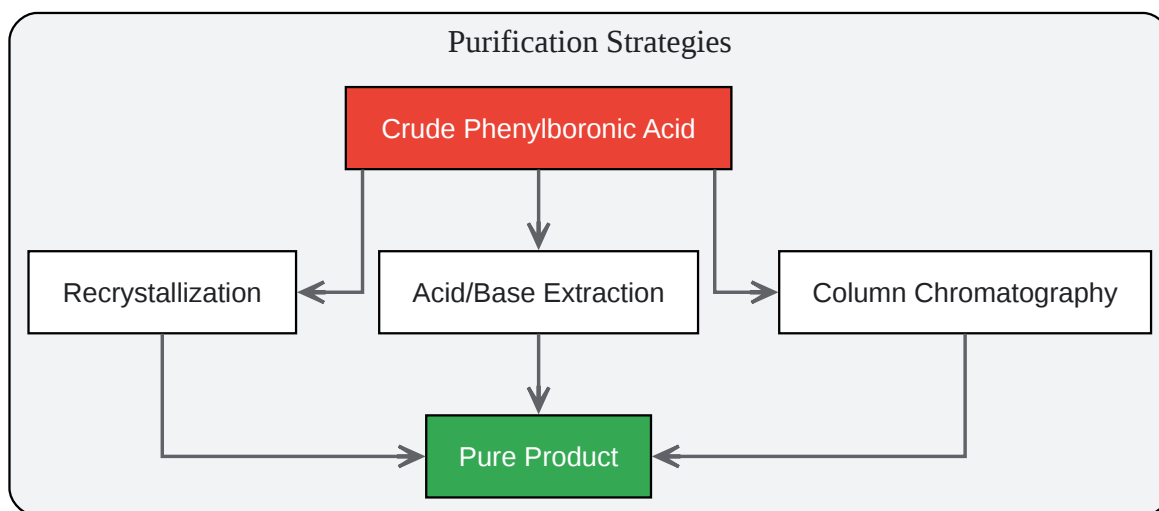 Purification Strategies
Crude Phenylboronic Acid
Recrystallization
Acid/Base Extraction
Column Chromatography
Pure Product